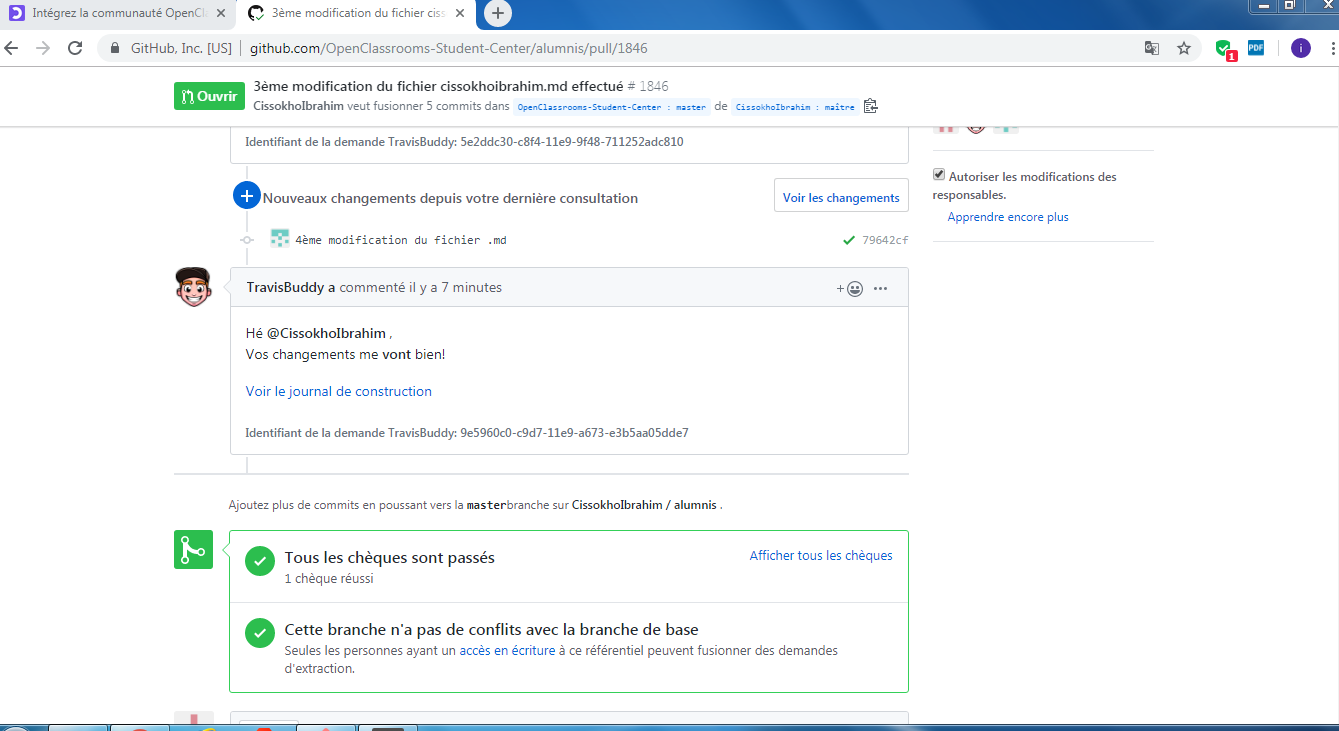 Intégrez la communauté OpenCla
3ème modification du fichier ciss
GitHub, Inc. [US]
github.com/OpenClassrooms-Student-Center/alumnis/pull/1846
1
PDF
i
Ouvrir
3ème modification du fichier cissokhoibrahim.md effectué # 1846
CissokhoIbrahim veut fusionner 5 commits dans OpenClassrooms-Student-Center : master de CissokhoIbrahim : maître
Identifiant de la demande TravisBuddy: 5e2ddc30-c8f4-11e9-9f48-711252adc810
Autoriser les modifications des
responsables.
Apprendre encore plus
Nouveaux changements depuis votre dernière consultation
Voir les changements
4ème modification du fichier .md
79642cf
TravisBuddy a commenté il y a 7 minutes
Hé @CissokhoIbrahim ,
Vos changements me vont bien!
Voir le journal de construction
Identifiant de la demande TravisBuddy: 9e5960c0-c9d7-11e9-a673-e3b5aa05dde7
Ajoutez plus de commits en poussant vers la masterbranche sur CissokhoIbrahim / alumnis .
Tous les chèques sont passés
Afficher tous les chèques
1 chèque réussi
Cette branche n'a pas de conflits avec la branche de base
Seules les personnes ayant un accès en écriture à ce référentiel peuvent fusionner des demandes
d'extraction.